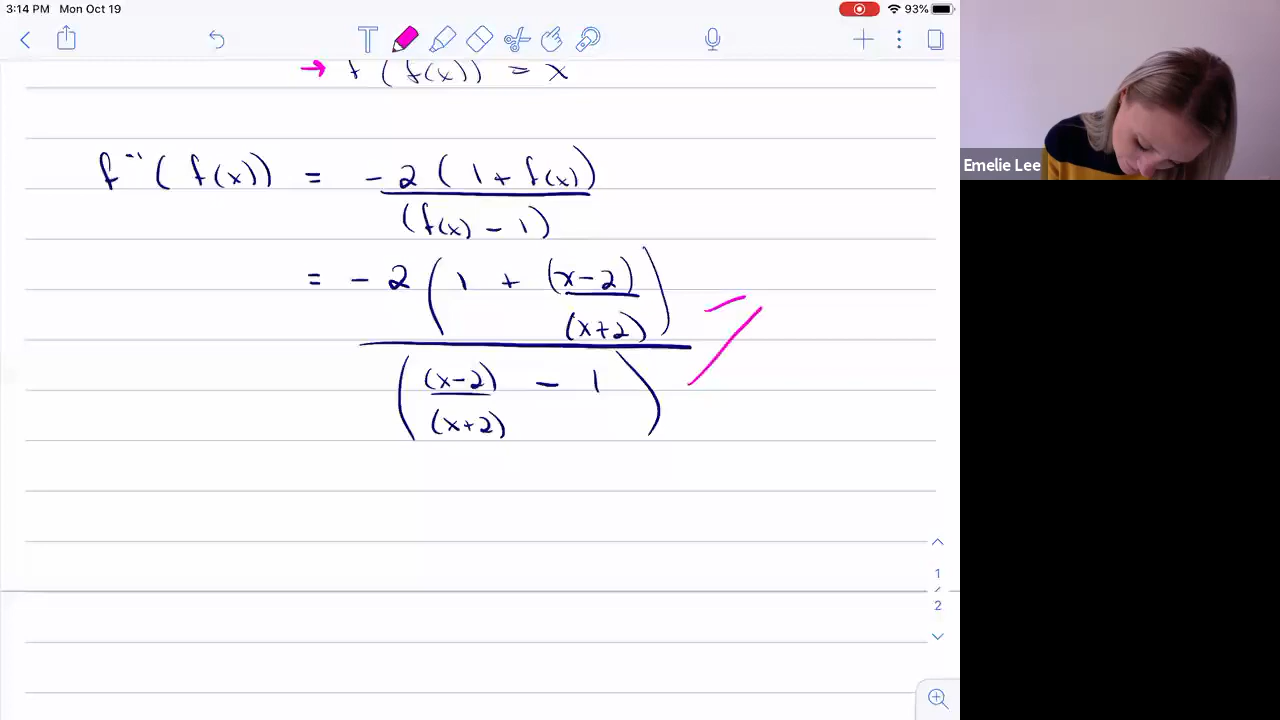 3:14 PM Mon Oct 19
93%
T
→ f (f(x)) = x
Emelie Lee
f⁻¹ ( f(x)) = - 2 ( 1 + f(x))
(f(x) - 1)
= - 2 ( 1 + (x-2) )
(x+2)
( (x-2) - 1 )
(x+2)
1
/
2